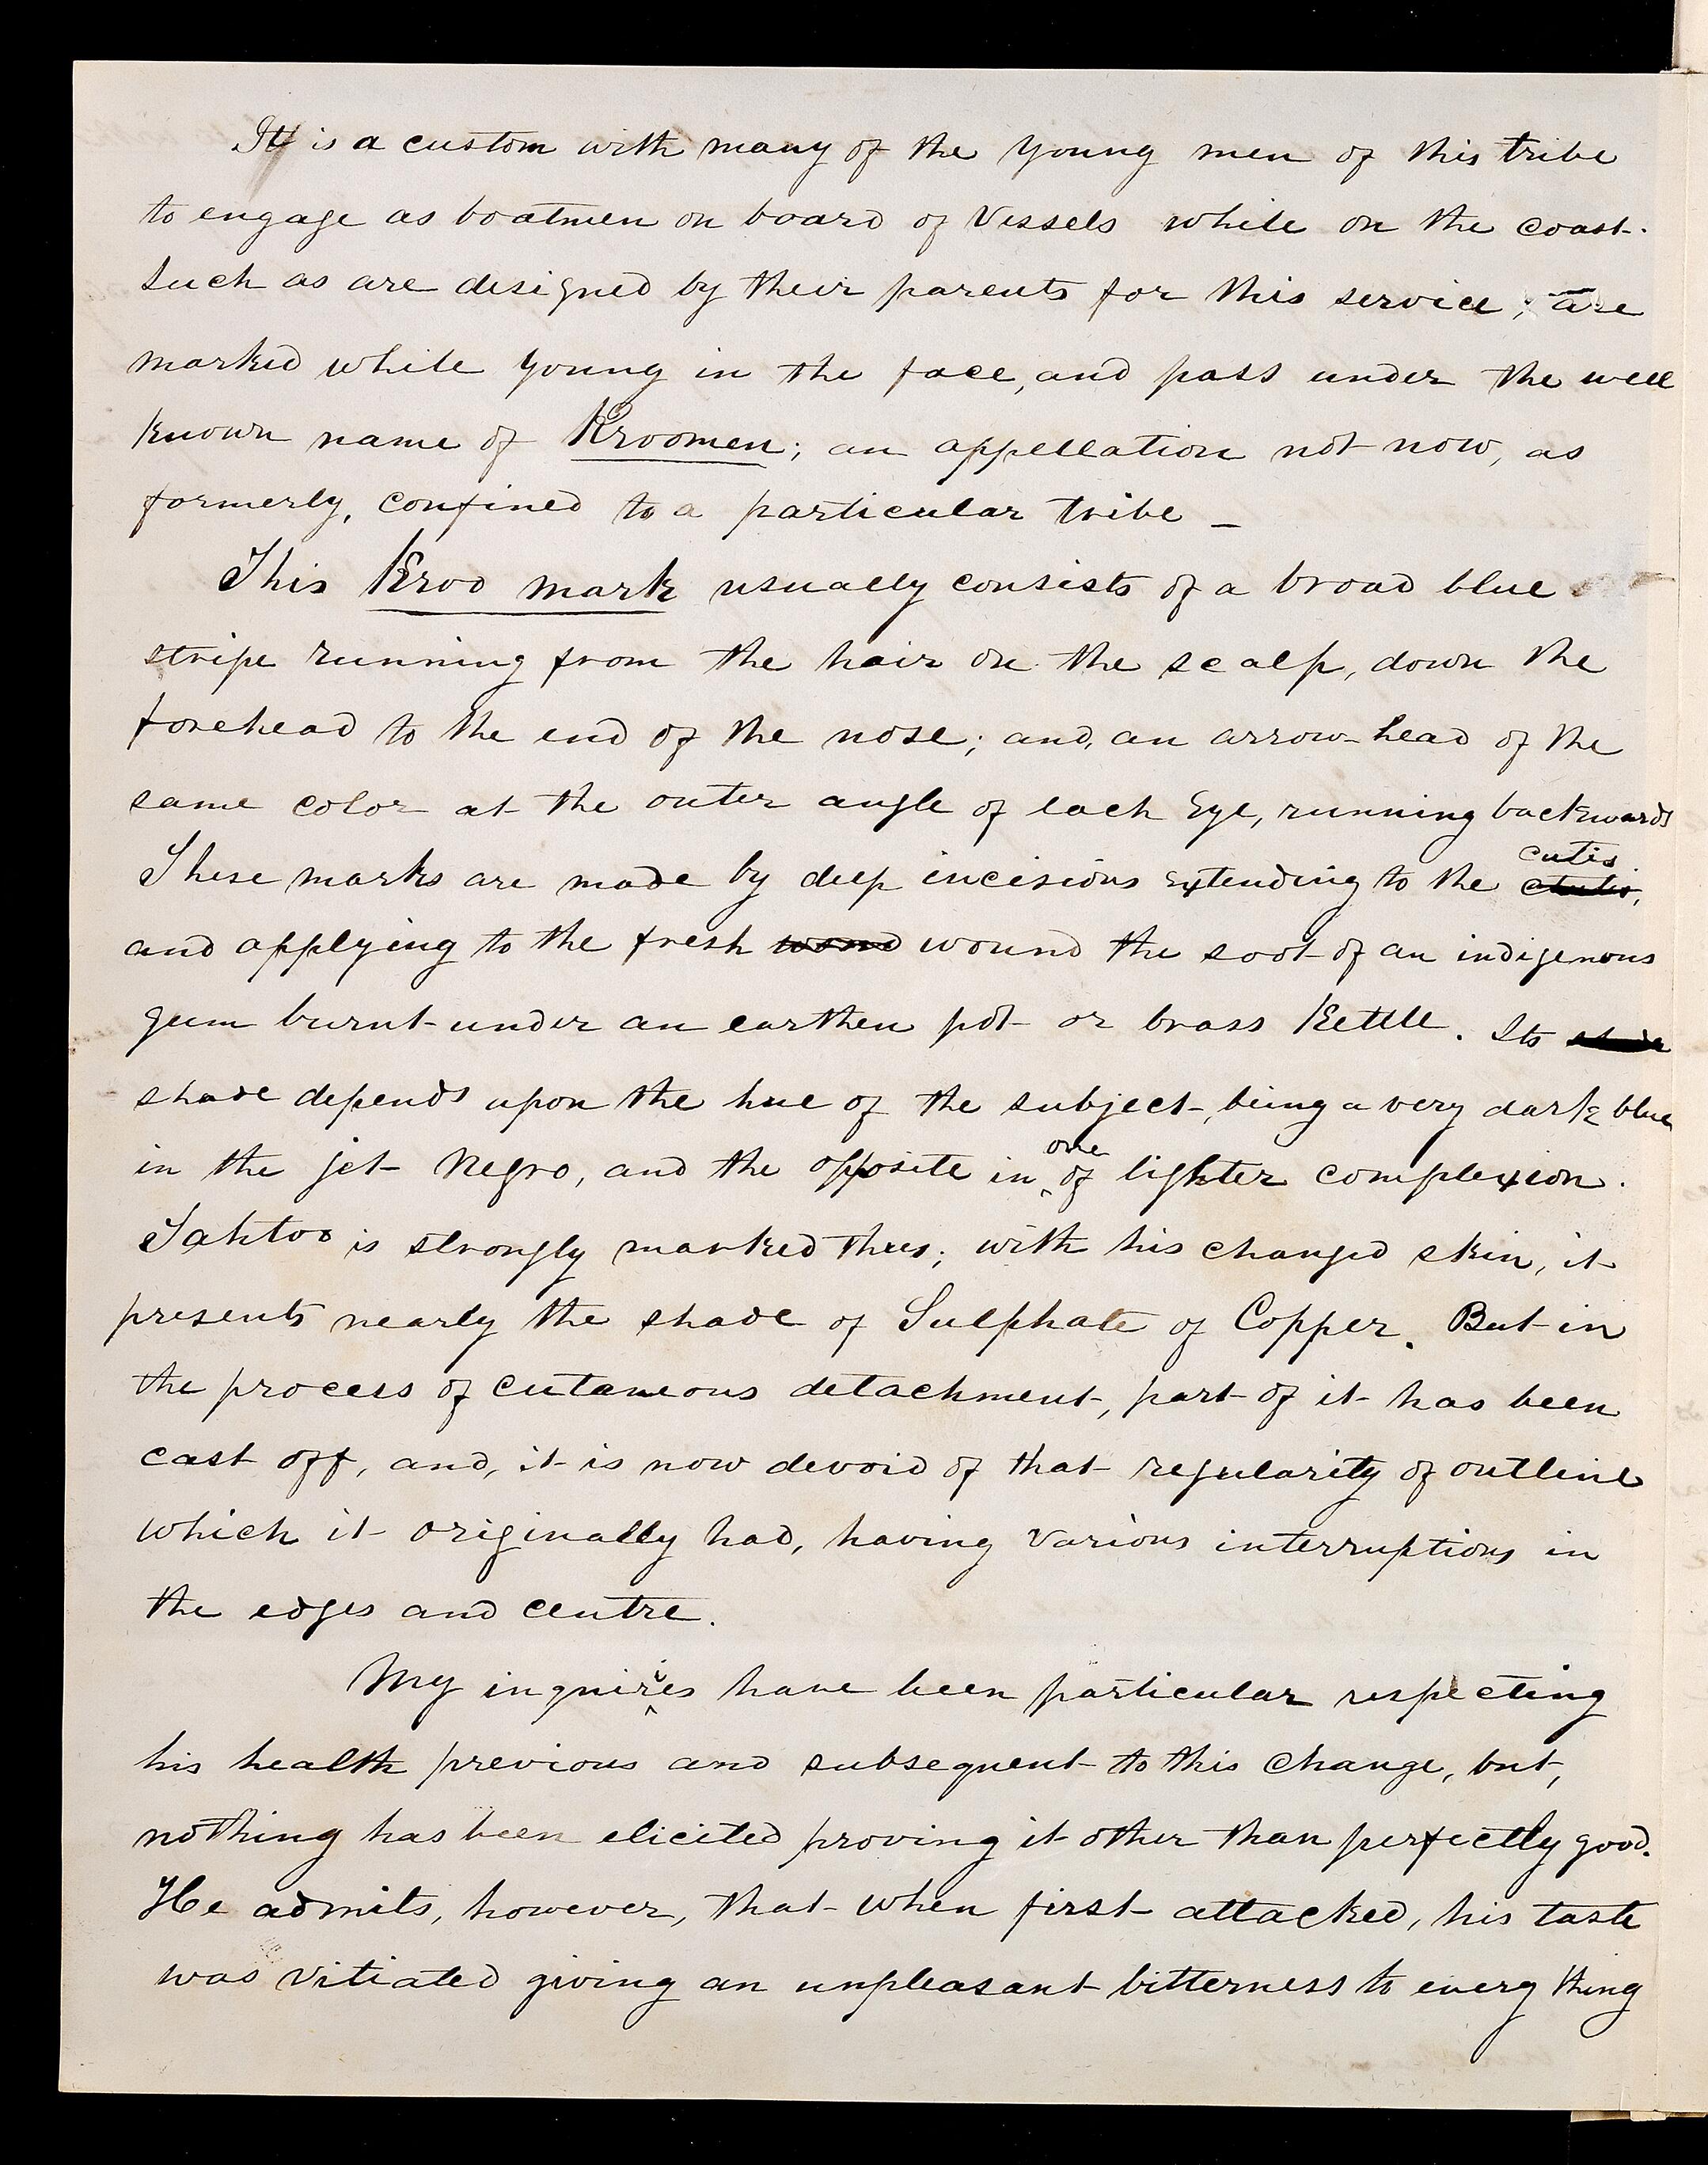 It is a custom with many of the young men of this tribe
to engage as boatmen on board of Vessels while on the coast.
Such as are designed by their parents for this service, are
marked while young in the face, and pass under the well
known name of Kroomen; an appellation not now, as
formerly, confined to a particular tribe –
This Kroo mark usually consists of a broad blue
stripe running from the hair on the scalp, down the
forehead to the end of the nose; and, an arrow-head of the
same color at the outer angle of each Eye, running backwards
cutis
These marks are made by deep incisions Extending to the
and applying to the fresh wound the soot of an indigenous
gum burnt under an earthen pot or brass Kettle. Its
shade depends upon the hue of the subject, being a very dark blue
one
in the jet Negro, and the opposite in ‸ of lighter complexion.
Tahtoo is strongly marked thus; with his changed skin, it
presents nearly the shade of Sulphate of Copper. But in
the process of cutaneous detachment, part of it has been
cast off, and, it is now devoid of that regularity of outline
which it originally had, having various interruptions in
the edges and centre.
My inquiries have been particular respecting
his health previous and subsequent to this change, but,
nothing has been elicited proving it other than perfectly good.
He admits, however, that when first attacked, his taste
was vitiated giving an unpleasant bitterness to every thing